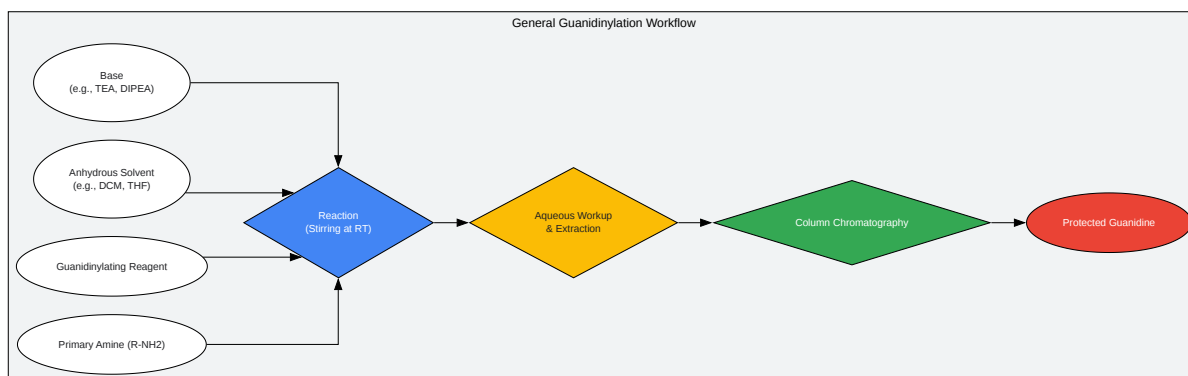 General Guanidinylation Workflow
Base
(e.g., TEA, DIPEA)
Anhydrous Solvent
(e.g., DCM, THF)
Guanidinylating Reagent
Primary Amine (R-NH2)
Reaction
(Stirring at RT)
Aqueous Workup
& Extraction
Column Chromatography
Protected Guanidine